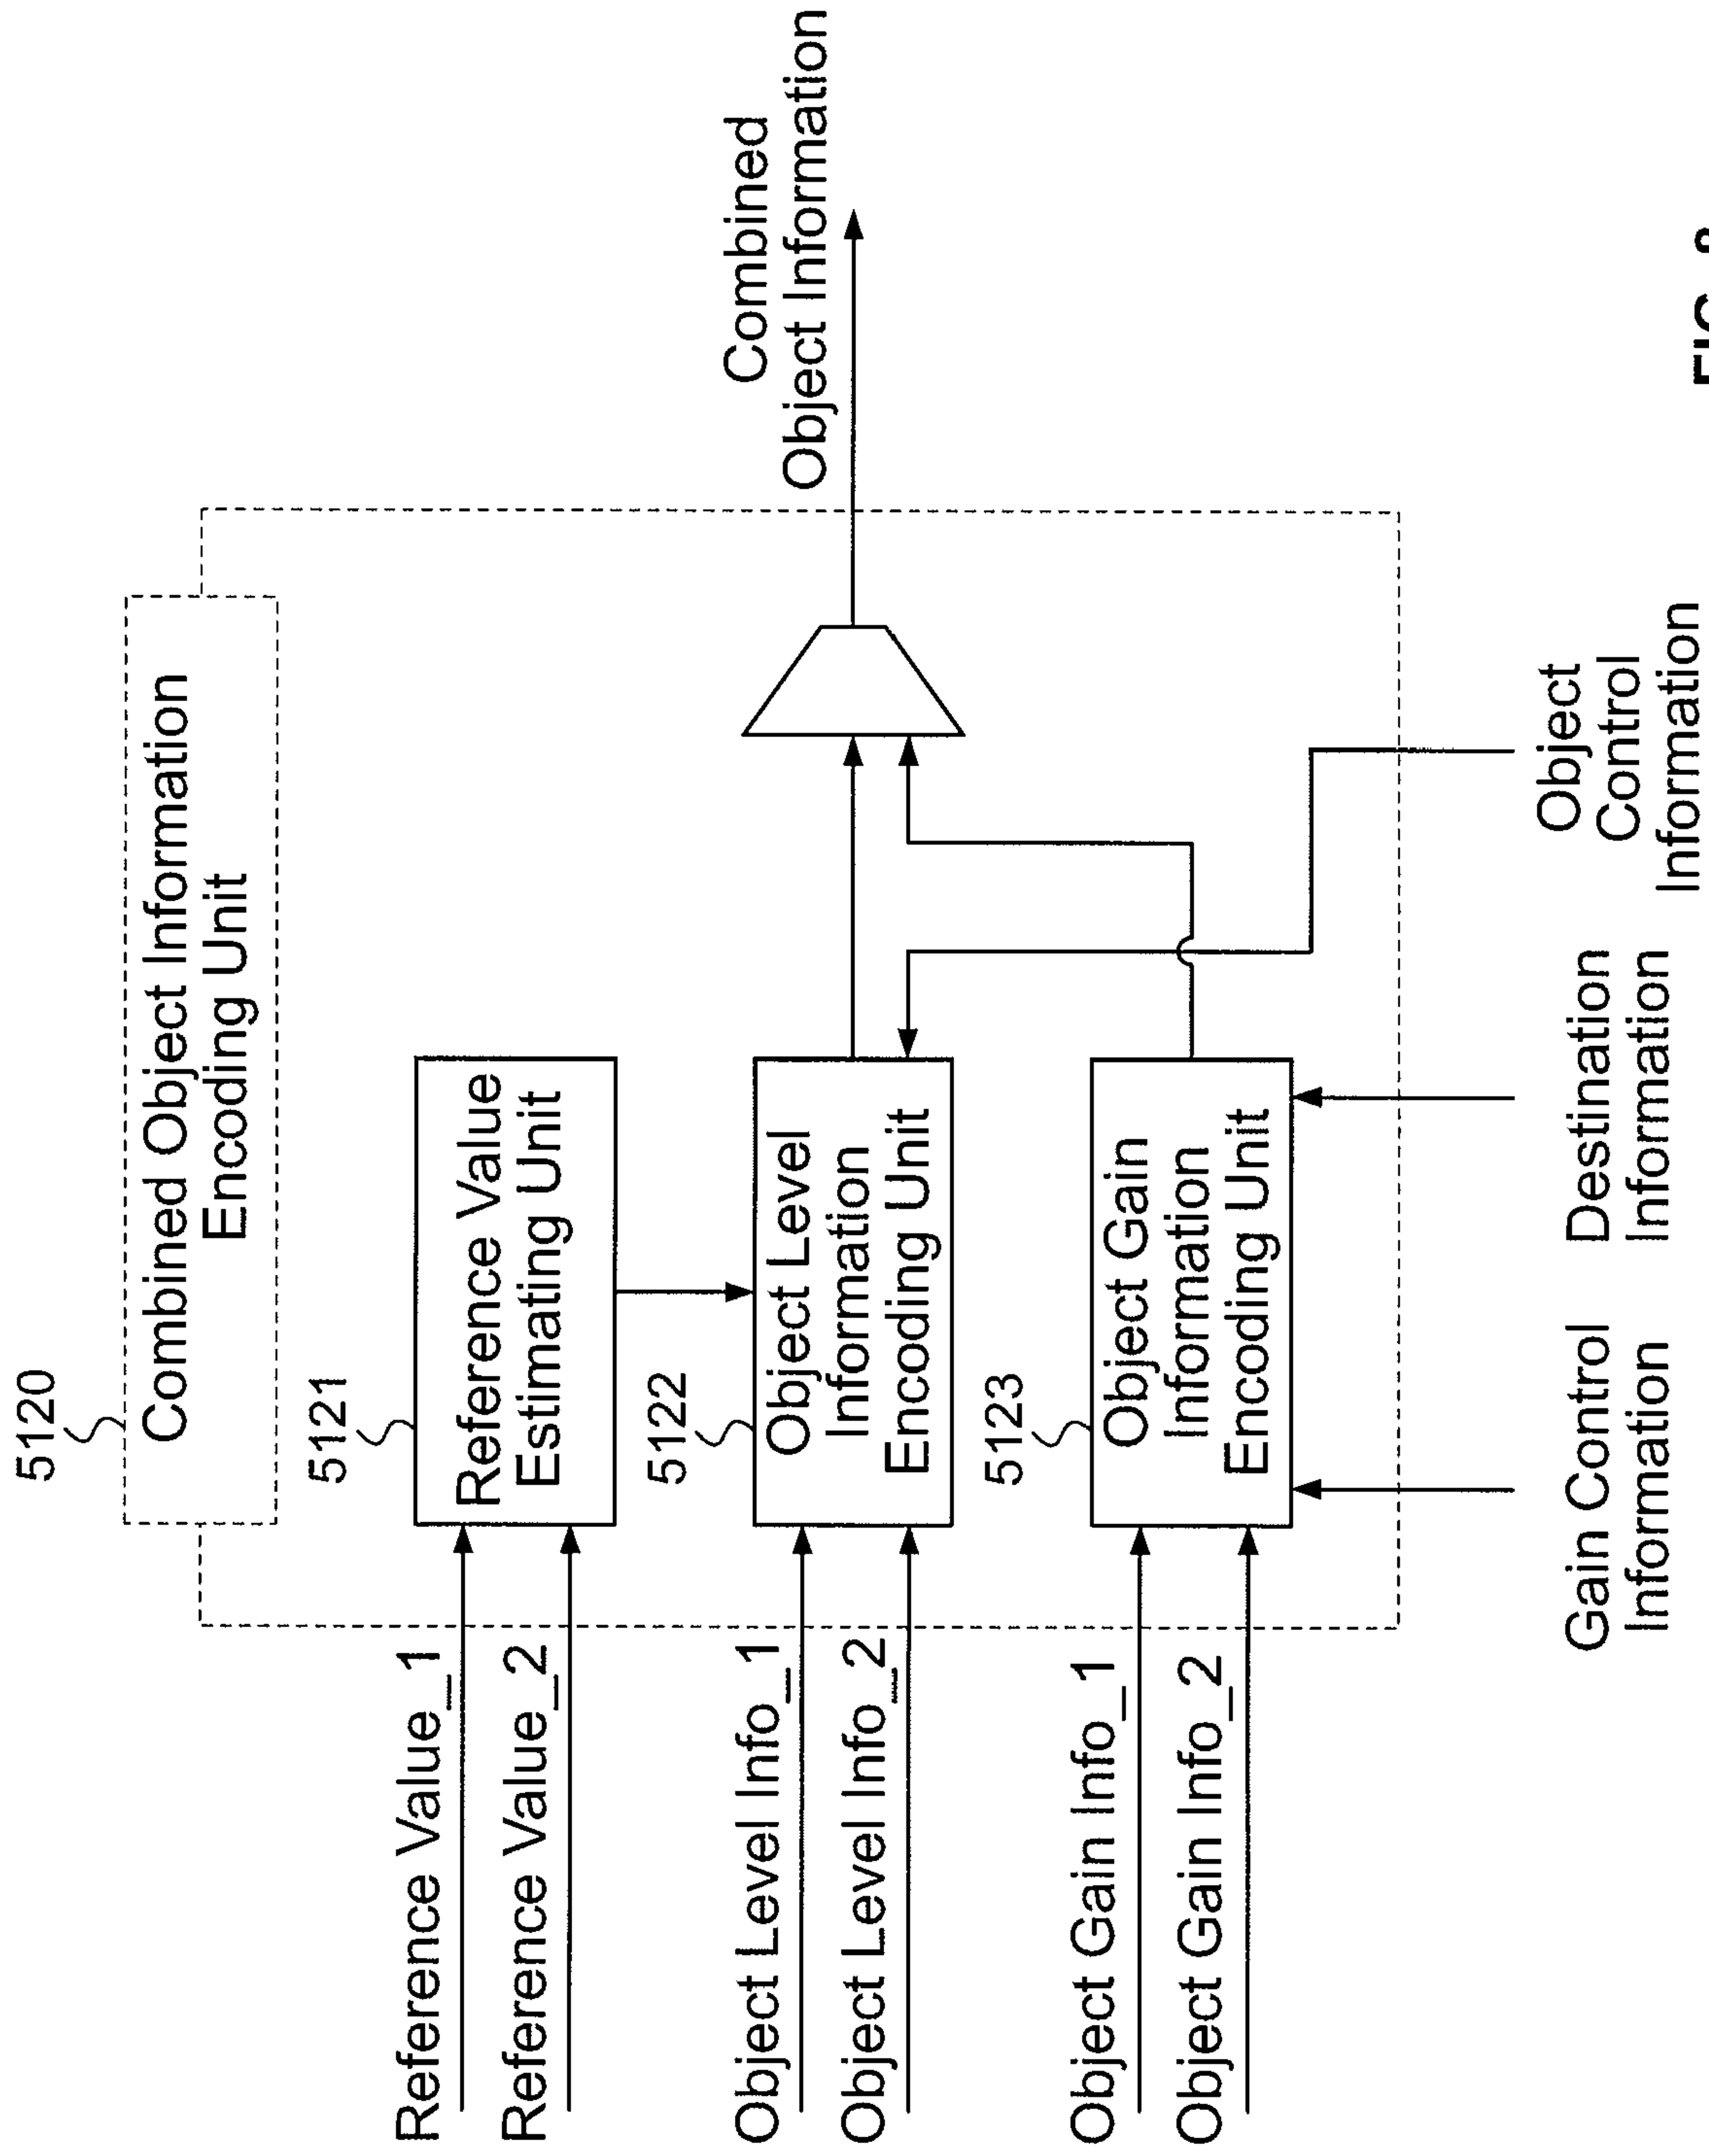 5120
Combined Object Information
Encoding Unit
Reference Value_1
Reference Value_2
5121
Reference Value
Estimating Unit
Object Level Info_1
Object Level Info_2
5122
Object Level
Information
Encoding Unit
Object Gain Info_1
Object Gain Info_2
5123
Object Gain
Information
Encoding Unit
Combined
Object Information
Gain Control
Information
Destination
Information
Object
Control
Information